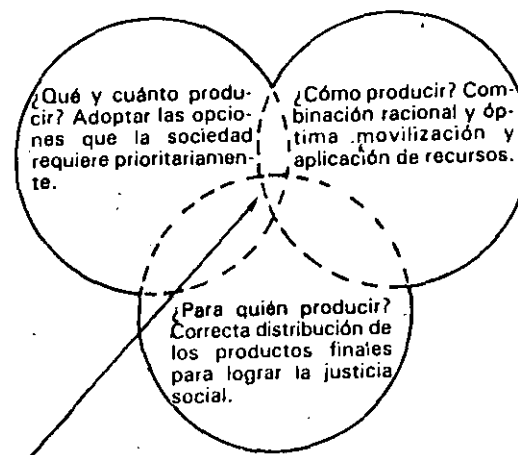 ¿Qué y cuánto produ-
cir? Adoptar las opcio-
nes que la sociedad
requiere prioritariamen-
te.
¿Cómo producir? Com-
binación racional y óp-
tima movilización y
aplicación de recursos.
¿Para quién producir?
Correcta distribución de
los productos finales
para lograr la justicia
social.